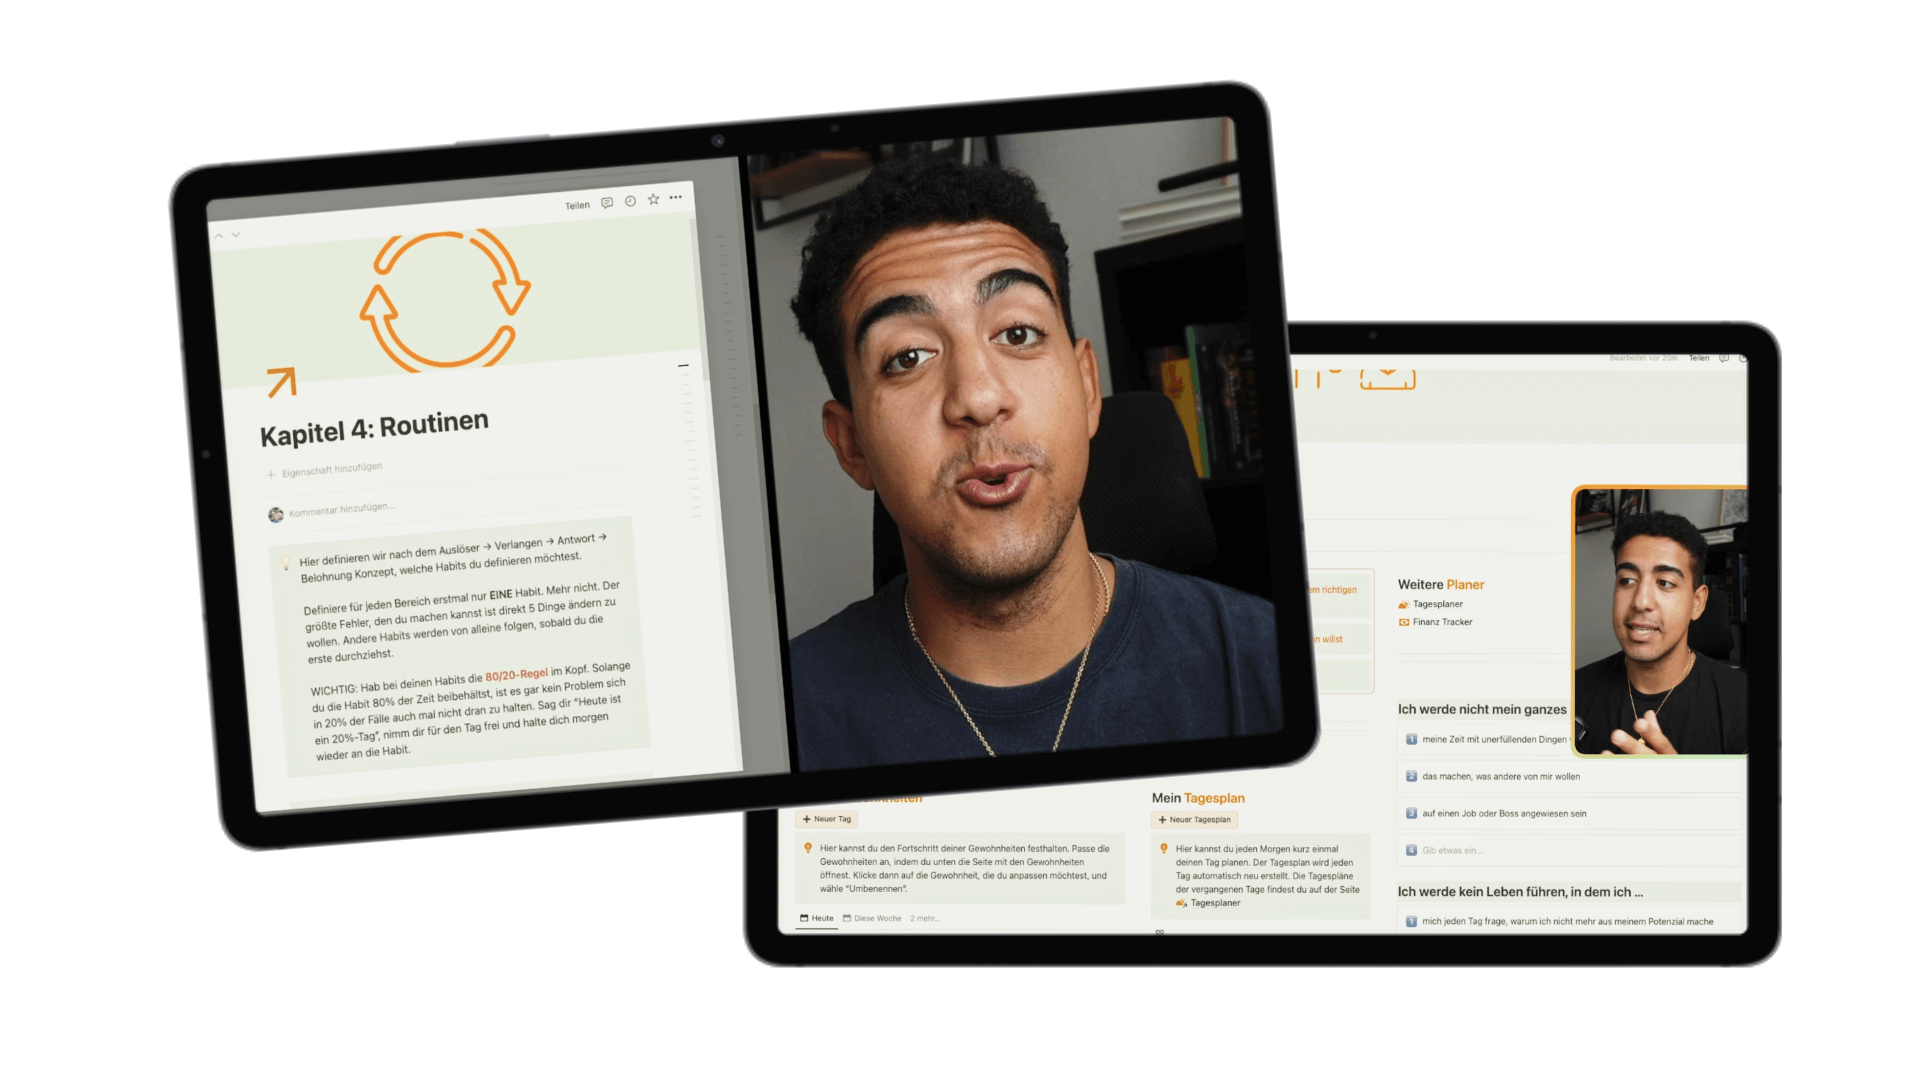 Teilen
Kapitel 4: Routinen
Eigenschaft hinzufügen
Kommentar hinzufügen...
Hier definieren wir nach dem Auslöser → Verlangen → Antwort →
Belohnung Konzept, welche Habits du definieren möchtest.
Definiere für jeden Bereich erstmal nur EINE Habit. Mehr nicht. Der
größte Fehler, den du machen kannst ist direkt 5 Dinge ändern zu
wollen. Andere Habits werden von alleine folgen, sobald du die
erste durchziehst.
WICHTIG: Hab bei deinen Habits die 80/20-Regel im Kopf. Solange
du die Habit 80% der Zeit beibehältst, ist es gar kein Problem sich
in 20% der Fälle auch mal nicht dran zu halten. Sag dir "Heute ist
ein 20%-Tag", nimm dir für den Tag frei und halte dich morgen
wieder an die Habit.
Bearbeitet vor 20m Teilen
richtigen
willst
Weitere Planer
Tagesplaner
Finanz Tracker
Ich werde nicht mein ganzes
1 meine Zeit mit unerfüllenden Dingen
2 das machen, was andere von mir wollen
3 auf einen Job oder Boss angewiesen sein
4 Gib etwas ein...
Ich werde kein Leben führen, in dem ich ...
1 mich jeden Tag frage, warum ich nicht mehr aus meinem Potenzial mache
+ Neuer Tag
Hier kannst du den Fortschritt deiner Gewohnheiten festhalten. Passe die
Gewohnheiten an, indem du unten die Seite mit den Gewohnheiten
öffnest. Klicke dann auf die Gewohnheit, die du anpassen möchtest, und
wähle "Umbenennen".
Heute Diese Woche 2 mehr...
Mein Tagesplan
+ Neuer Tagesplan
Hier kannst du jeden Morgen kurz einmal
deinen Tag planen. Der Tagesplan wird jeden
Tag automatisch neu erstellt. Die Tagespläne
der vergangenen Tage findest du auf der Seite
Tagesplaner